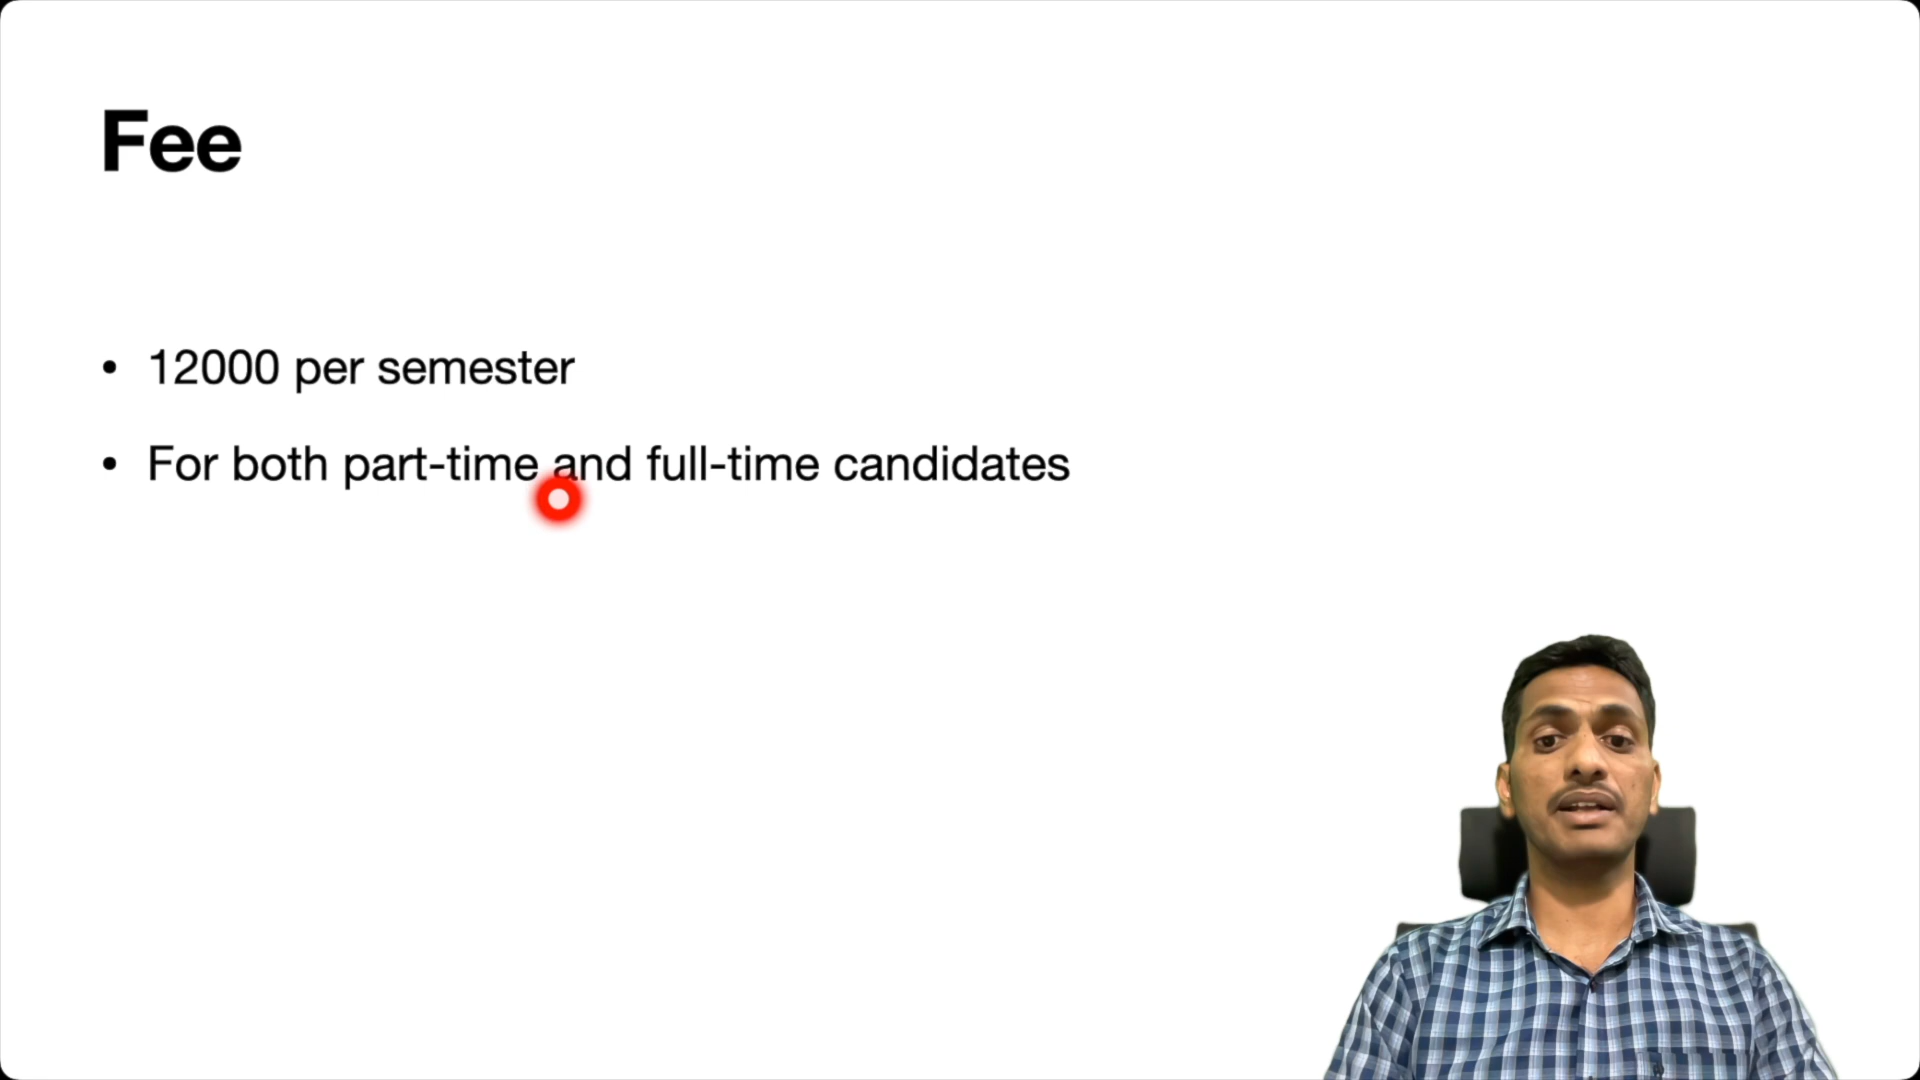 Fee
• 12000 per semester
• For both part-time and full-time candidates